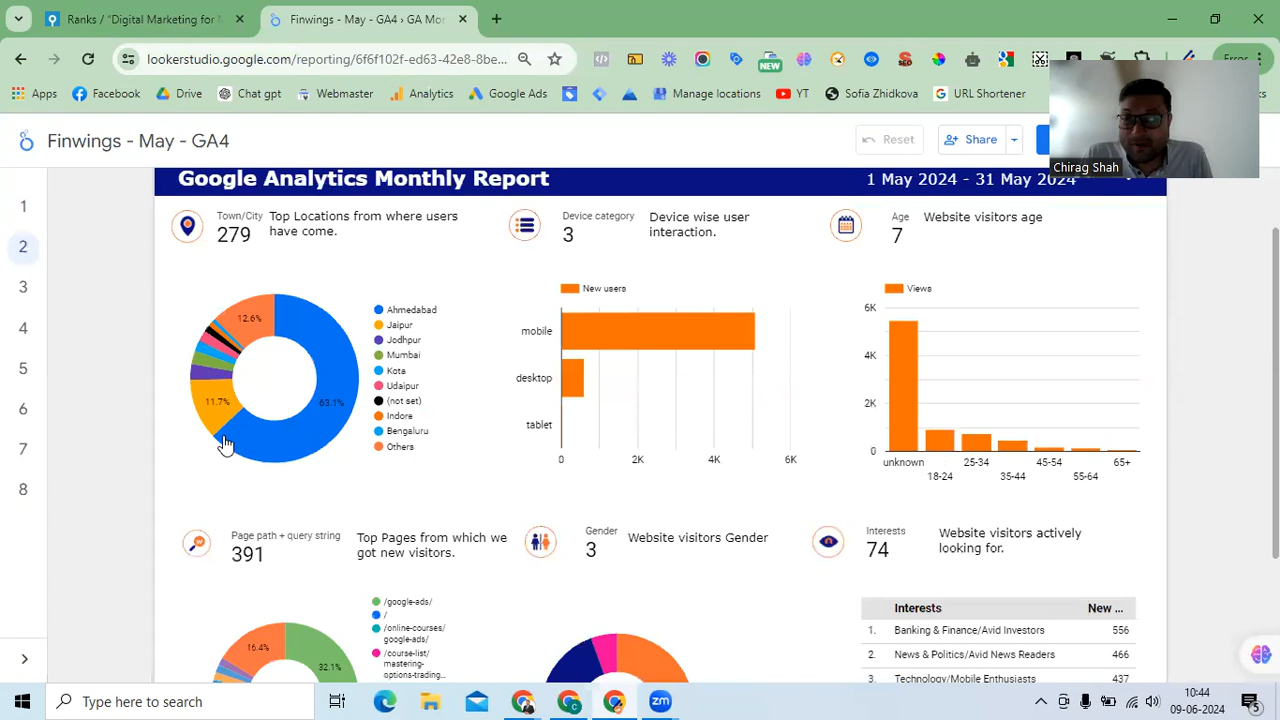 Ranks / "Digital Marketing for M
Finwings - May - GA4 › GA Mon
lookerstudio.google.com/reporting/6f6f102f-ed63-42e8-8be...
NEW
Error
Apps
Facebook
Drive
Chat gpt
Webmaster
Analytics
Google Ads
Manage locations
YT
Sofia Zhidkova
URL Shortener
Finwings - May - GA4
Reset
Share
Chirag Shah
1
2
3
4
5
6
7
8
Google Analytics Monthly Report
1 May 2024 - 31 May 2024
Town/City
279
Top Locations from where users
have come.
Device category
3
Device wise user
interaction.
Age
7
Website visitors age
12.6%
11.7%
63.1%
Ahmedabad
Jaipur
Jodhpur
Mumbai
Kota
Udaipur
(not set)
Indore
Bengaluru
Others
New users
mobile
desktop
tablet
0 2K 4K 6K
Views
6K
4K
2K
0
unknown 25-34 45-54 65+
18-24 35-44 55-64
Page path + query string
391
Top Pages from which we
got new visitors.
Gender
3
Website visitors Gender
Interests
74
Website visitors actively
looking for.
16.4%
32.1%
/google-ads/
/
/online-courses/
google-ads/
/course-list/
mastering-
options-trading...
Interests New ...
1. Banking & Finance/Avid Investors 556
2. News & Politics/Avid News Readers 466
3. Technology/Mobile Enthusiasts 437
Type here to search
zm
10:44
09-06-2024
5